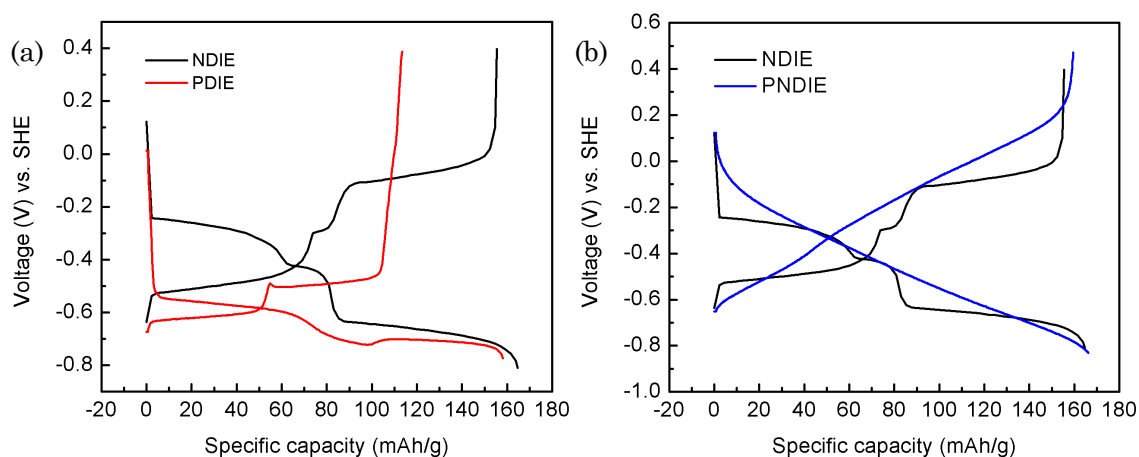 (a)
NDIE
PDIE
0.4
0.2
0.0
-0.2
-0.4
-0.6
-0.8
Voltage (V) vs. SHE
-20 0 20 40 60 80 100 120 140 160 180
Specific capacity (mAh/g)
(b)
NDIE
PNDIE
0.6
0.4
0.2
0.0
-0.2
-0.4
-0.6
-0.8
-1.0
Voltage (V) vs. SHE
-20 0 20 40 60 80 100 120 140 160 180
Specific capacity (mAh/g)